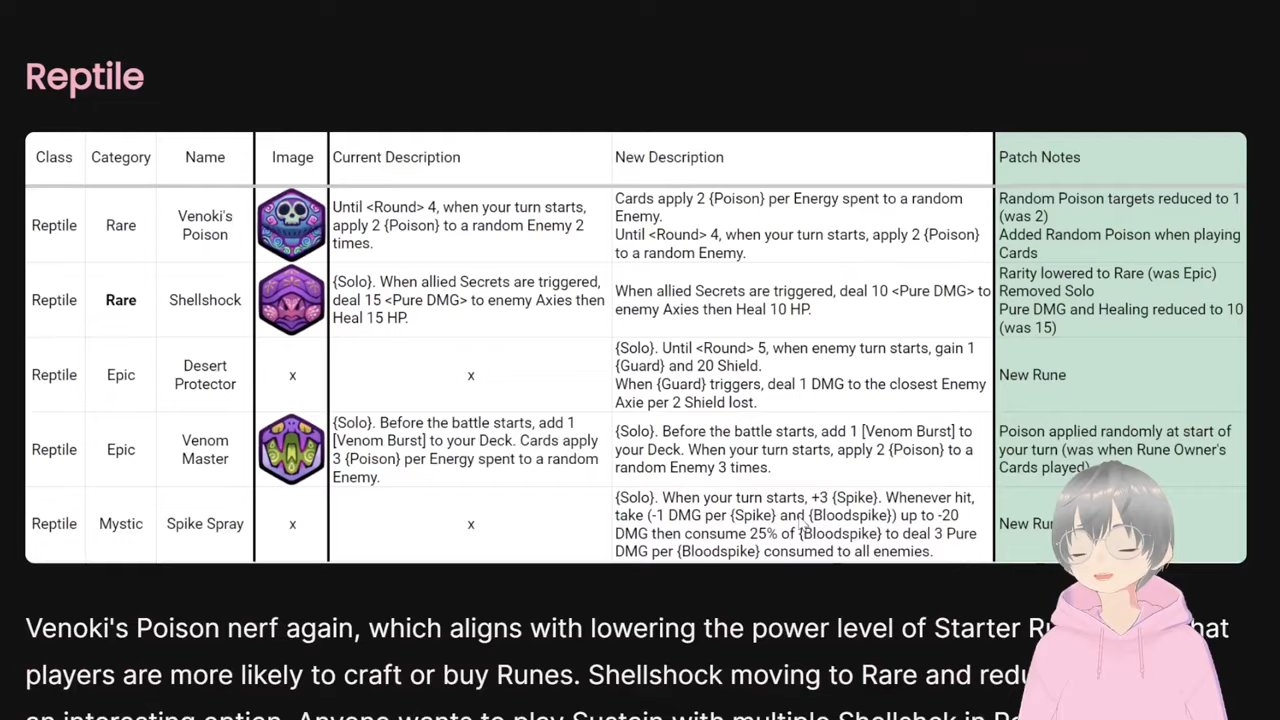 Reptile
Class Category Name Image Current Description New Description Patch Notes
Reptile Rare Venoki's Poison
Until <Round> 4, when your turn starts,
apply 2 {Poison} to a random Enemy 2
times.
Cards apply 2 {Poison} per Energy spent to a random
Enemy.
Until <Round> 4, when your turn starts, apply 2 {Poison}
to a random Enemy.
Random Poison targets reduced to 1
(was 2)
Added Random Poison when playing
Cards
Reptile Rare Shellshock
{Solo}. When allied Secrets are triggered,
deal 15 <Pure DMG> to enemy Axies then
Heal 15 HP.
When allied Secrets are triggered, deal 10 <Pure DMG> to
enemy Axies then Heal 10 HP.
Rarity lowered to Rare (was Epic)
Removed Solo
Pure DMG and Healing reduced to 10
(was 15)
Reptile Epic Desert Protector x x
{Solo}. Until <Round> 5, when enemy turn starts, gain 1
{Guard} and 20 Shield.
When {Guard} triggers, deal 1 DMG to the closest Enemy
Axie per 2 Shield lost.
New Rune
Reptile Epic Venom Master
{Solo}. Before the battle starts, add 1
[Venom Burst] to your Deck. Cards apply
3 {Poison} per Energy spent to a random
Enemy.
{Solo}. Before the battle starts, add 1 [Venom Burst] to
your Deck. When your turn starts, apply 2 {Poison} to a
random Enemy 3 times.
Poison applied randomly at start of
your turn (was when Rune Owner's
Cards played)
Reptile Mystic Spike Spray x x
{Solo}. When your turn starts, +3 {Spike}. Whenever hit,
take (-1 DMG per {Spike} and {Bloodspike}) up to -20
DMG then consume 25% of {Bloodspike} to deal 3 Pure
DMG per {Bloodspike} consumed to all enemies.
New
Venoki's Poison nerf again, which aligns with lowering the power level of Starter
players are more likely to craft or buy Runes. Shellshock moving to Rare and
an interesting option. Anyone wants to play Sustain with multiple Shellshek in